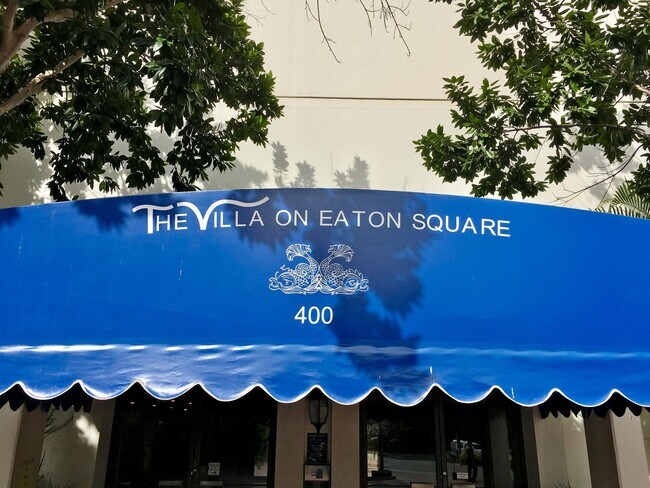 THE VILLA ON EATON SQUARE
400